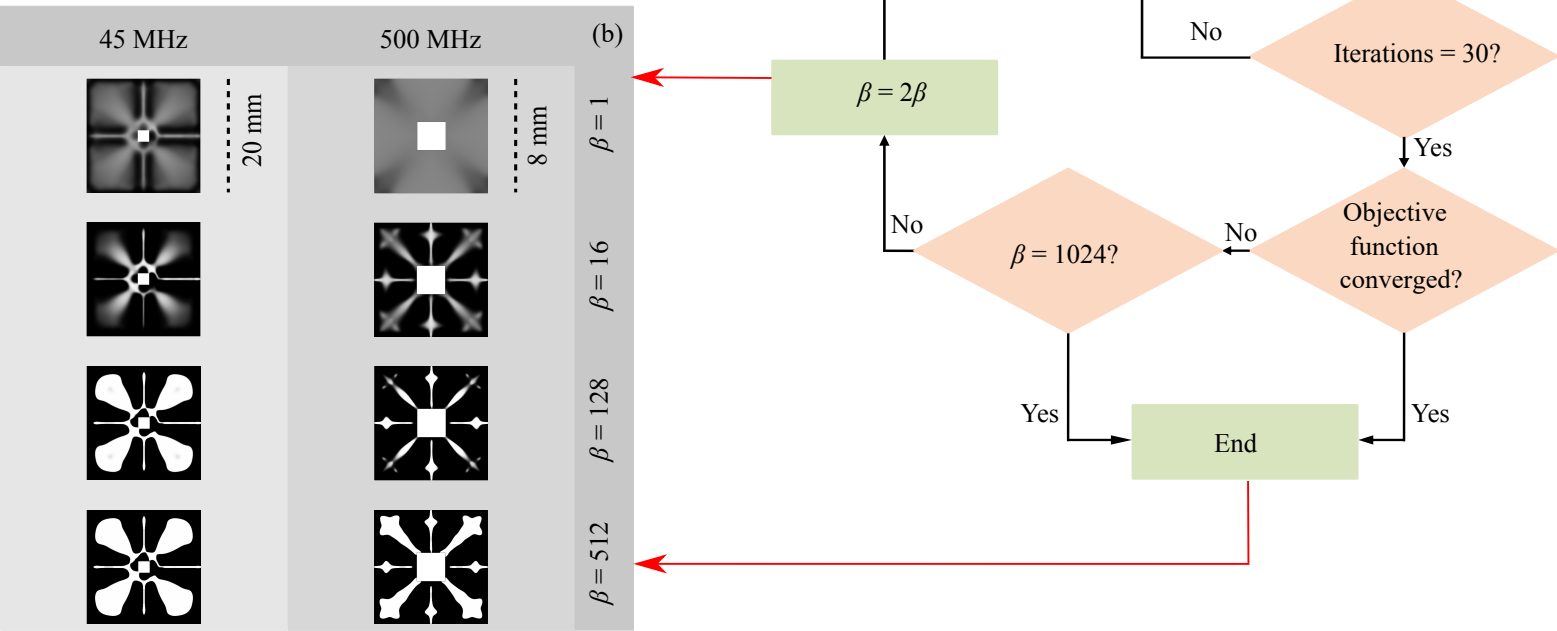 45 MHz
500 MHz
(b)
20 mm
8 mm
β = 1
β = 16
β = 128
β = 512
No
Iterations = 30?
β = 2β
Yes
No
β = 1024?
No
Objective
function
converged?
Yes
Yes
End